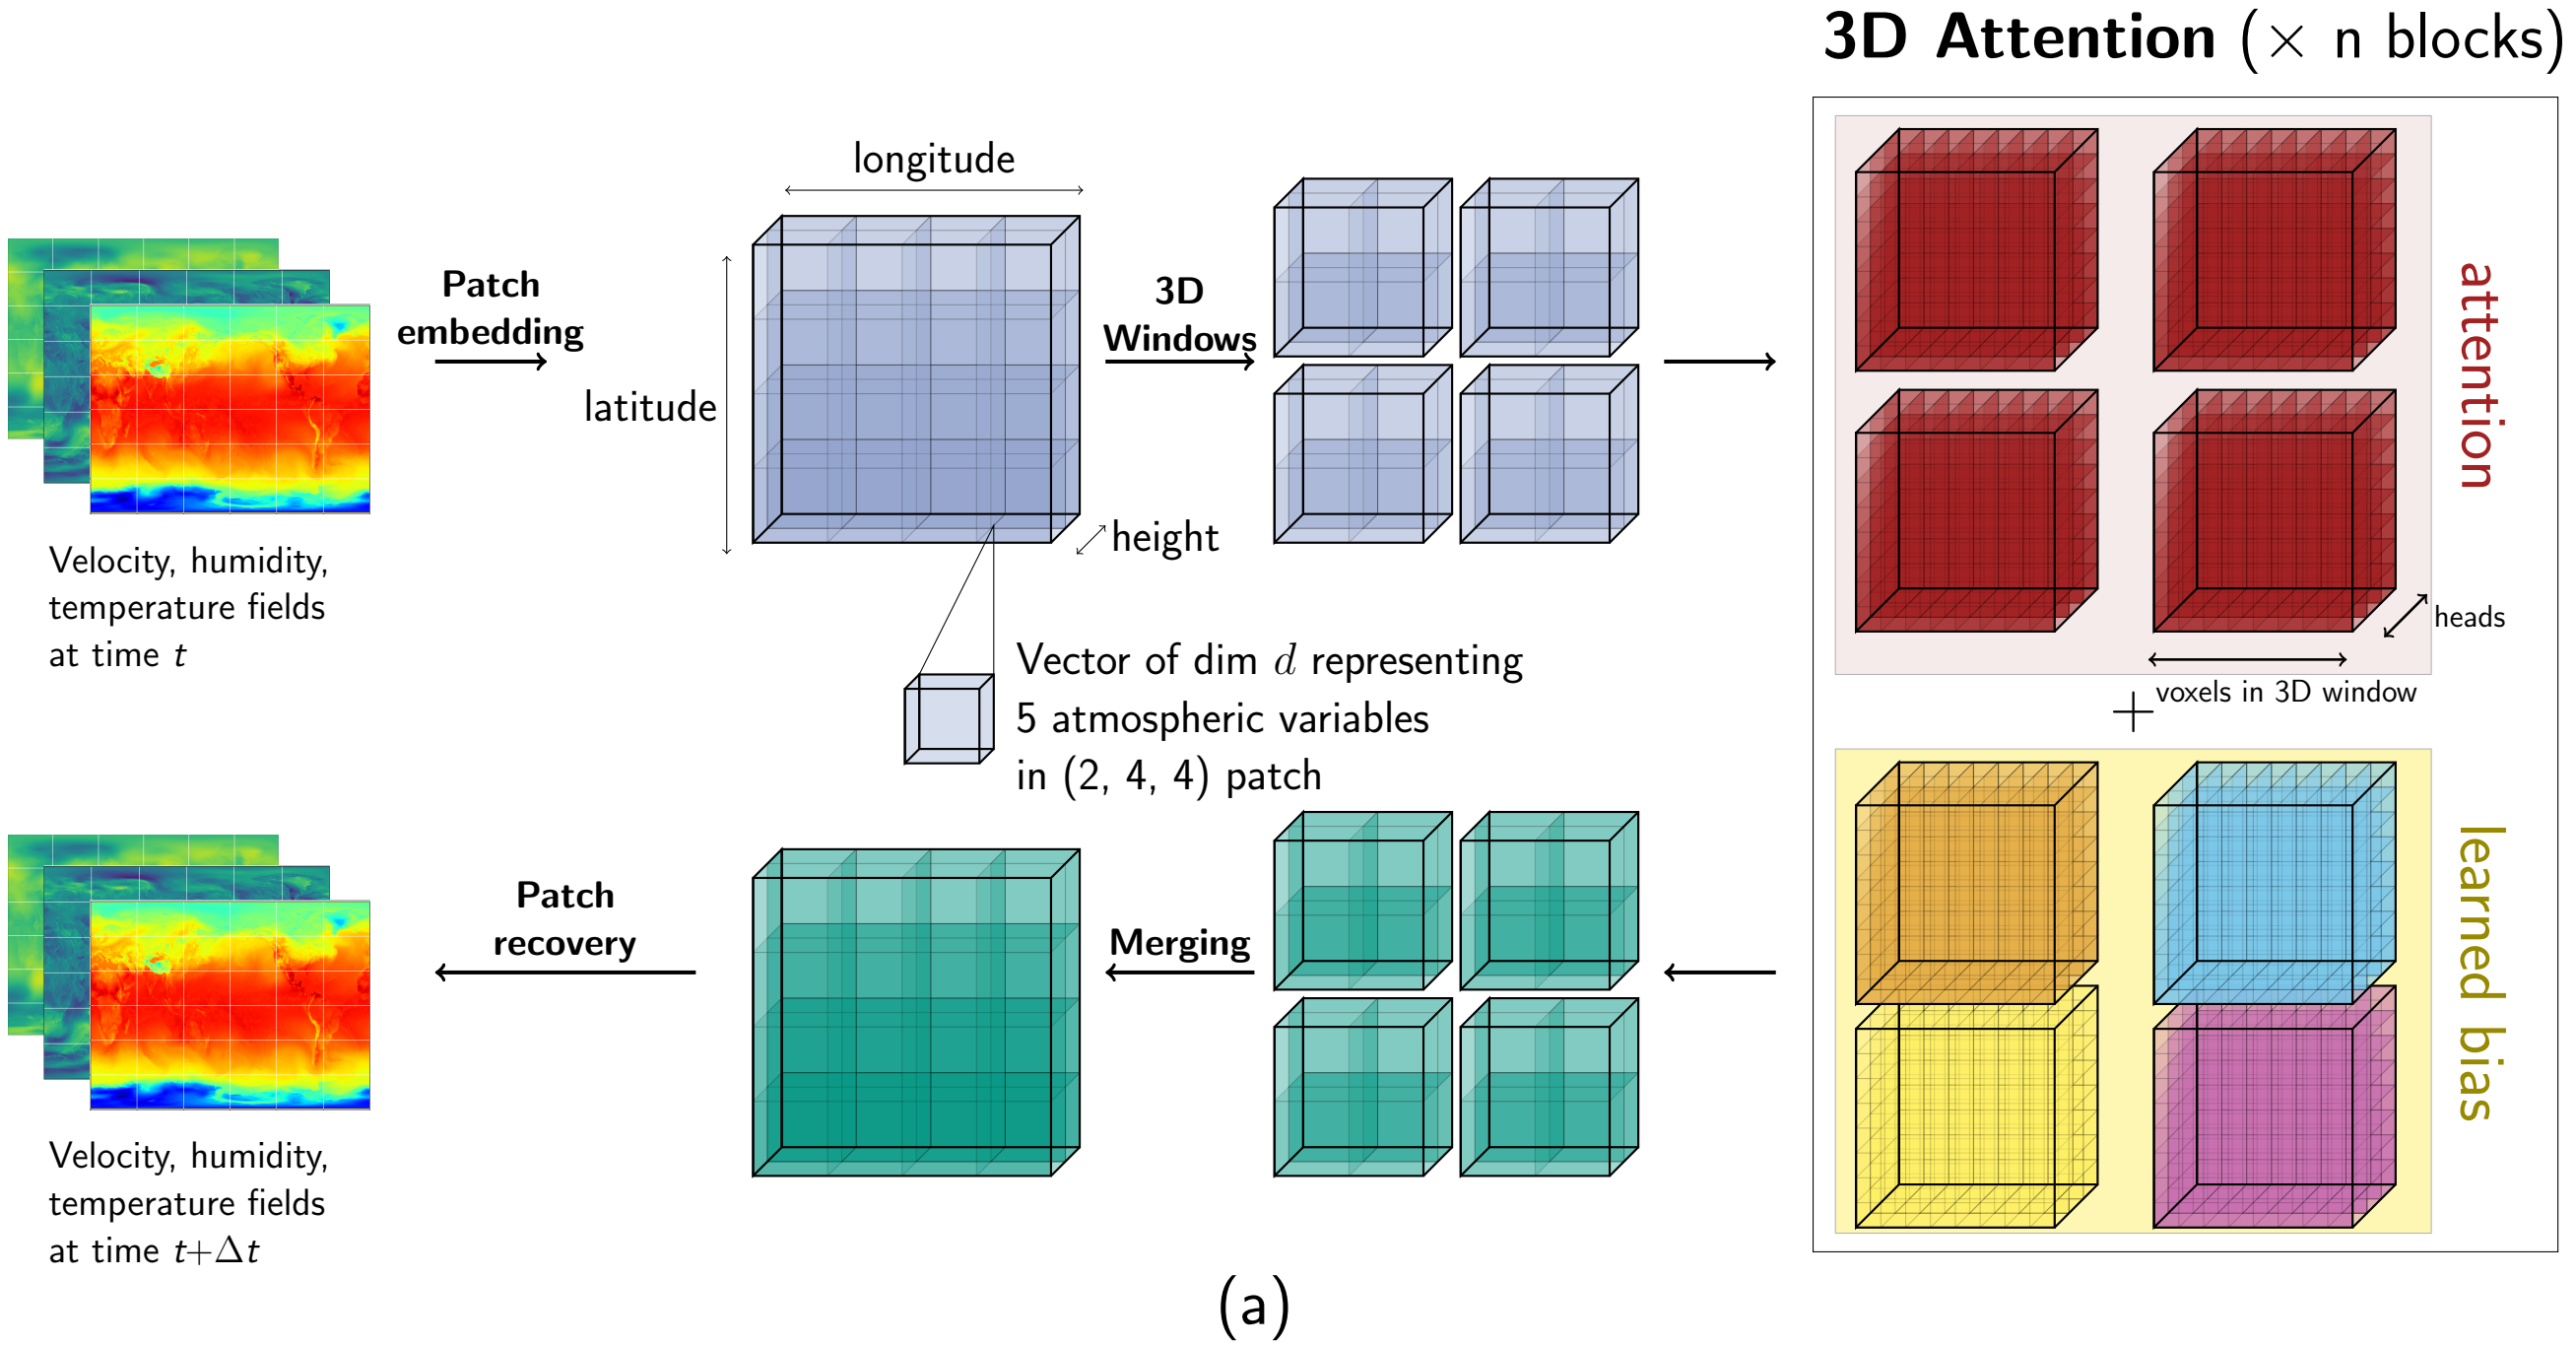 3D Attention (× n blocks)
longitude
Patch
embedding
3D
Windows
latitude
height
attention
Velocity, humidity,
temperature fields
at time t
Vector of dim d representing
5 atmospheric variables
in (2, 4, 4) patch
heads
voxels in 3D window
+
learned bias
Patch
recovery
Merging
Velocity, humidity,
temperature fields
at time t+Δt
(a)